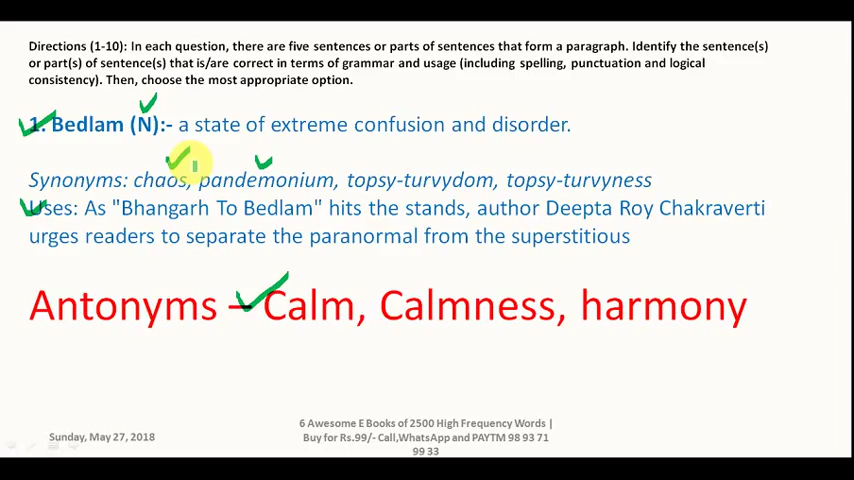 Directions (1-10): In each question, there are five sentences or parts of sentences that form a paragraph. Identify the sentence(s)
or part(s) of sentence(s) that is/are correct in terms of grammar and usage (including spelling, punctuation and logical
consistency). Then, choose the most appropriate option.
1. Bedlam (N):- a state of extreme confusion and disorder.
Synonyms: chaos, pandemonium, topsy-turvydom, topsy-turvyness
Uses: As "Bhangarh To Bedlam" hits the stands, author Deepta Roy Chakraverti
urges readers to separate the paranormal from the superstitious
Antonyms – Calm, Calmness, harmony
Sunday, May 27, 2018
6 Awesome E Books of 2500 High Frequency Words |
Buy for Rs.99/- Call,WhatsApp and PAYTM 98 93 71
99 33